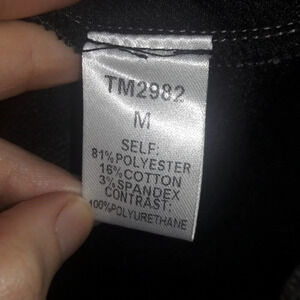 TM2982
M
SELF:
81%POLYESTER
16%COTTON
3%SPANDEX
CONTRAST:
100%POLYURETHANE